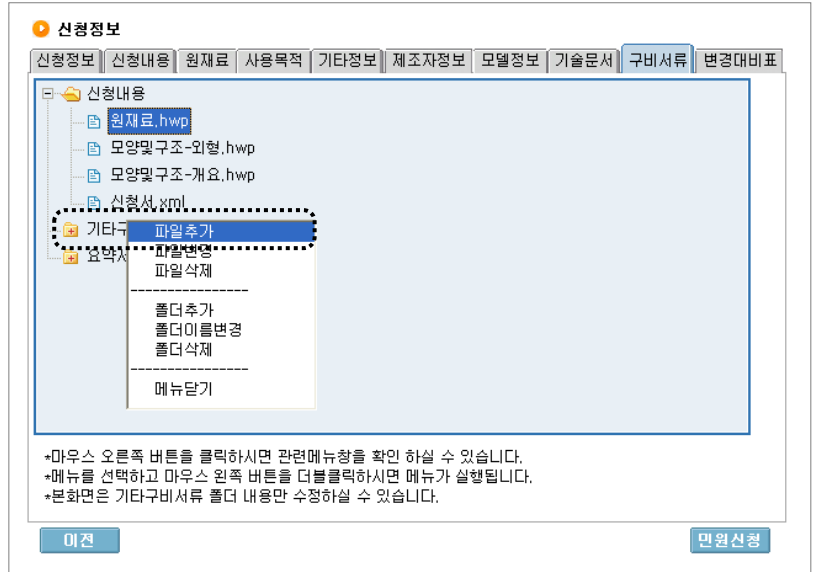 신청정보
신청정보 신청내용 원재료 사용목적 기타정보 제조자정보 모델정보 기술문서 구비서류 변경대비표
신청내용
원재료.hwp
모양및구조-외형.hwp
모양및구조-개요.hwp
신청서.xml
기타구
요약서
파일추가
파일변경
파일삭제
----------------
폴더추가
폴더이름변경
폴더삭제
----------------
메뉴닫기
*마우스 오른쪽 버튼을 클릭하시면 관련메뉴창을 확인 하실 수 있습니다.
*메뉴를 선택하고 마우스 왼쪽 버튼을 더블클릭하시면 메뉴가 실행됩니다.
*본화면은 기타구비서류 폴더 내용만 수정하실 수 있습니다.
이전 민원신청